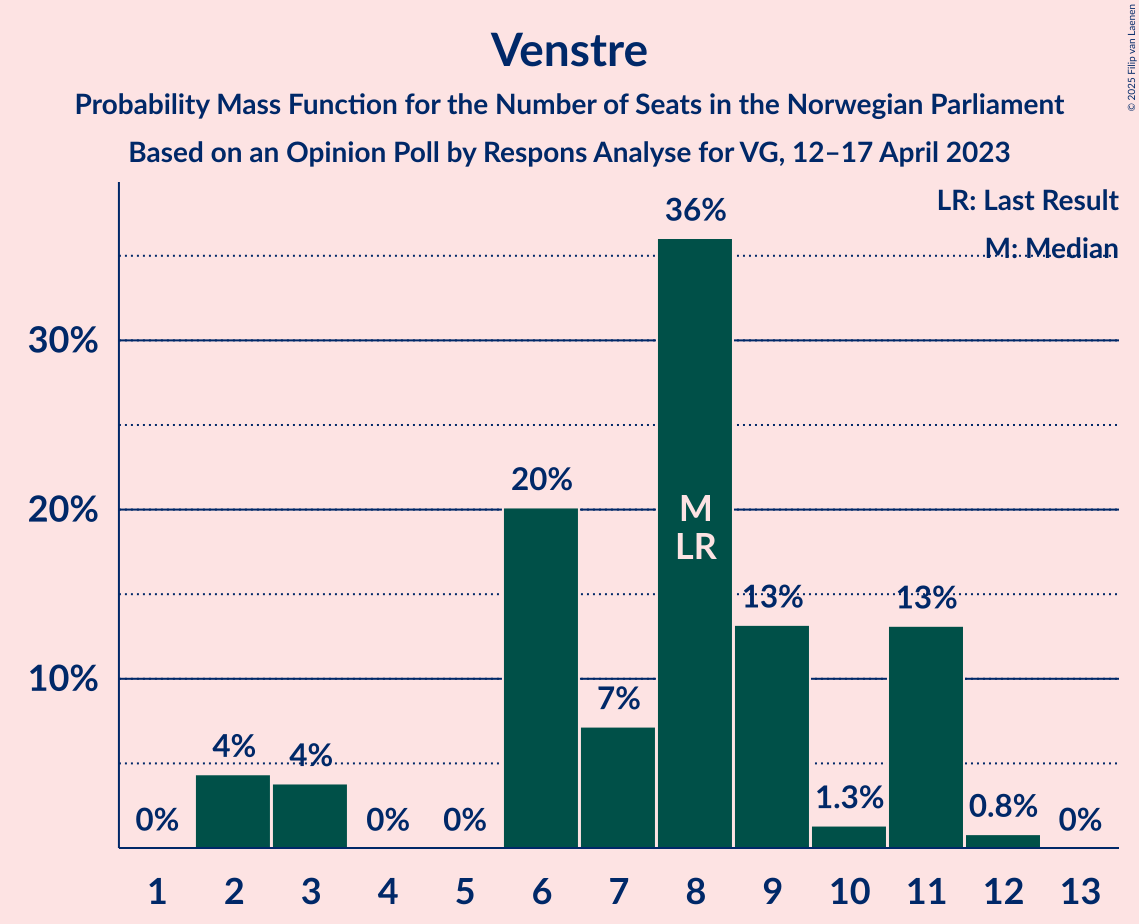 Venstre
Probability Mass Function for the Number of Seats in the Norwegian Parliament
Based on an Opinion Poll by Respons Analyse for VG, 12–17 April 2023
© 2025 Filip van Laenen
LR: Last Result
M: Median
30%
20%
10%
0%
4%
4%
0%
0%
20%
7%
36%
M
LR
13%
1.3%
13%
0.8%
0%
1 2 3 4 5 6 7 8 9 10 11 12 13